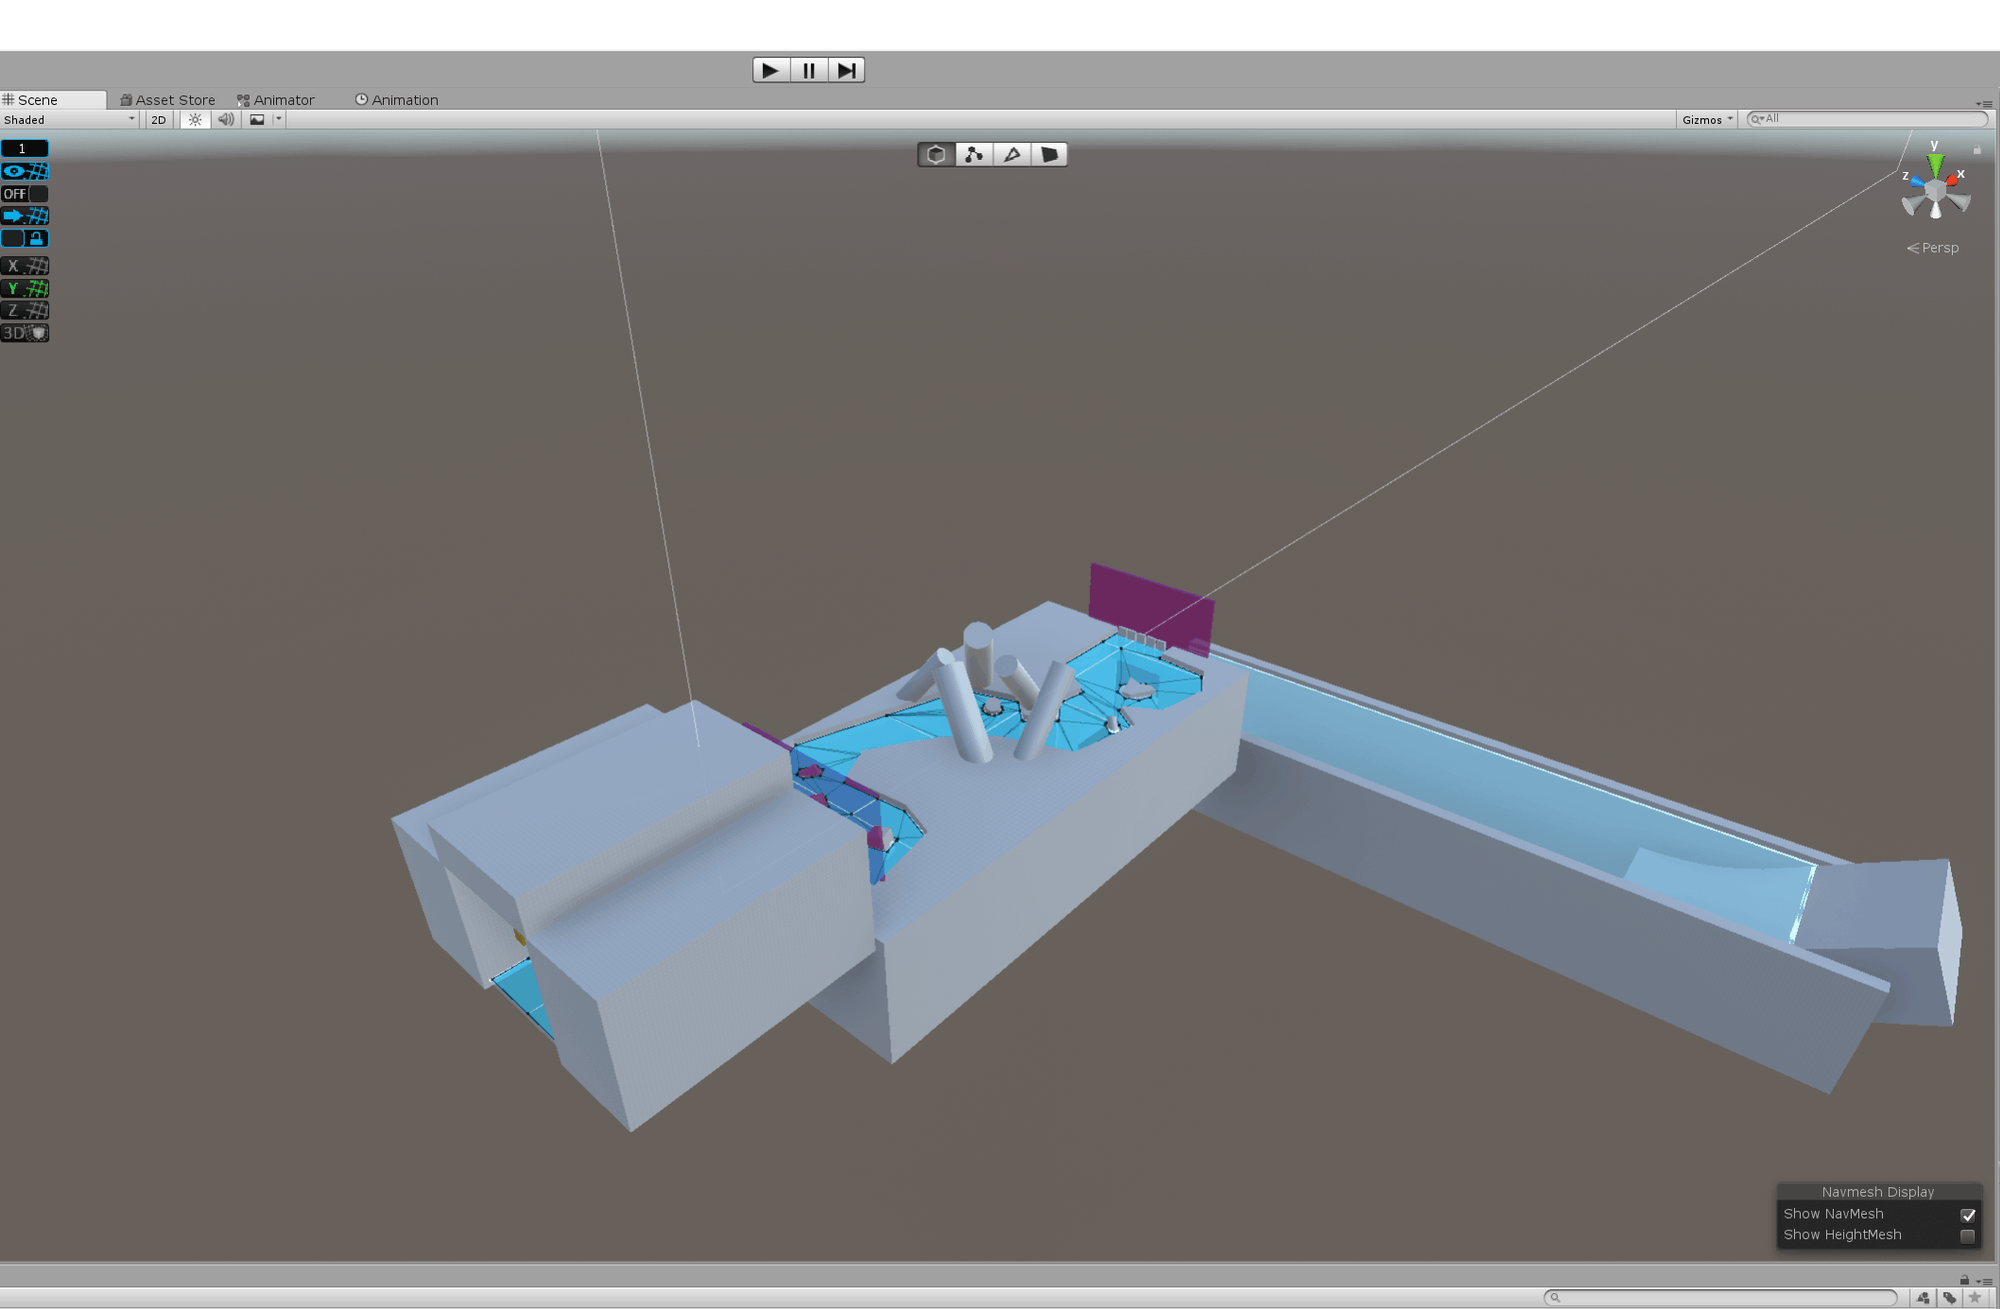 Scene
Asset Store
Animator
Animation
Shaded
2D
Gizmos
All
1
OFF
X
Y
Z
3D
y
z
x
Persp
Navmesh Display
Show NavMesh
Show HeightMesh